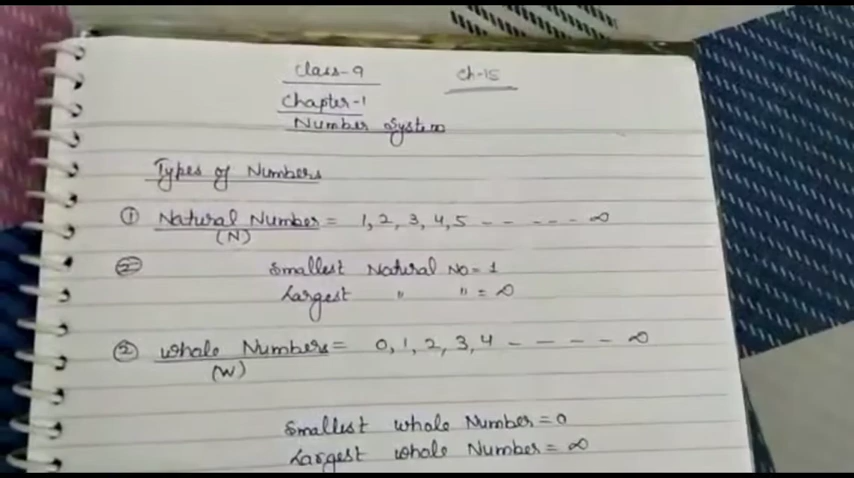 Class-9 Ch-15
Chapter-1
Number System
Types of Numbers
① Natural Number = 1, 2, 3, 4, 5 - - - - - - ∞
(N)
② Smallest Natural No = 1
Largest " " = ∞
② Whole Numbers = 0, 1, 2, 3, 4 - - - - - ∞
(W)
Smallest whole Number = 0
Largest whole Number = ∞